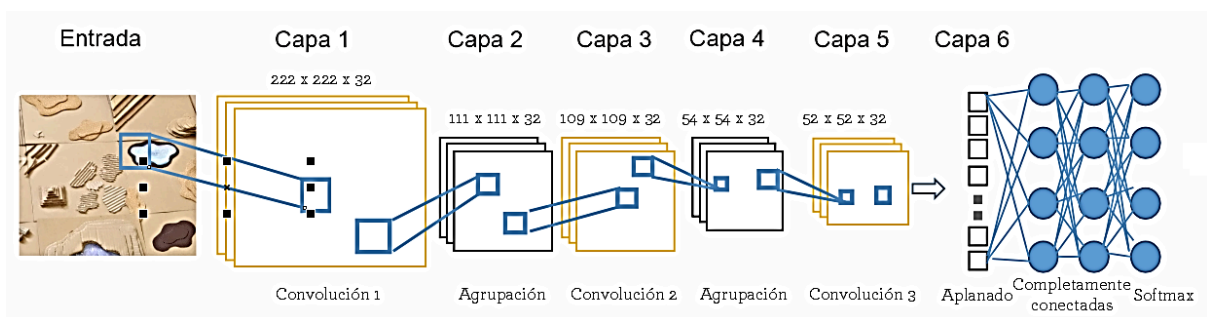 Entrada
Capa 1
Capa 2
Capa 3
Capa 4
Capa 5
Capa 6
222 x 222 x 32
111 x 111 x 32
109 x 109 x 32
54 x 54 x 32
52 x 52 x 32
Convolución 1
Agrupación
Convolución 2
Agrupación
Convolución 3
Aplanado
Completamente
conectadas
Softmax